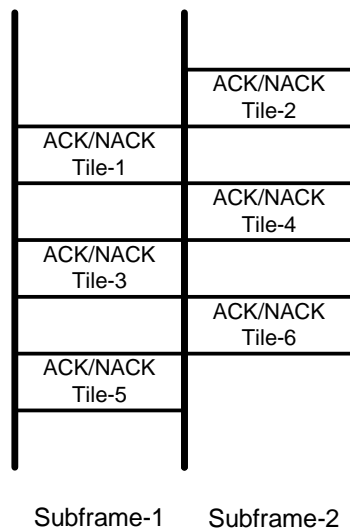 ACK/NACK
Tile-2
ACK/NACK
Tile-1
ACK/NACK
Tile-4
ACK/NACK
Tile-3
ACK/NACK
Tile-6
ACK/NACK
Tile-5
Subframe-1
Subframe-2